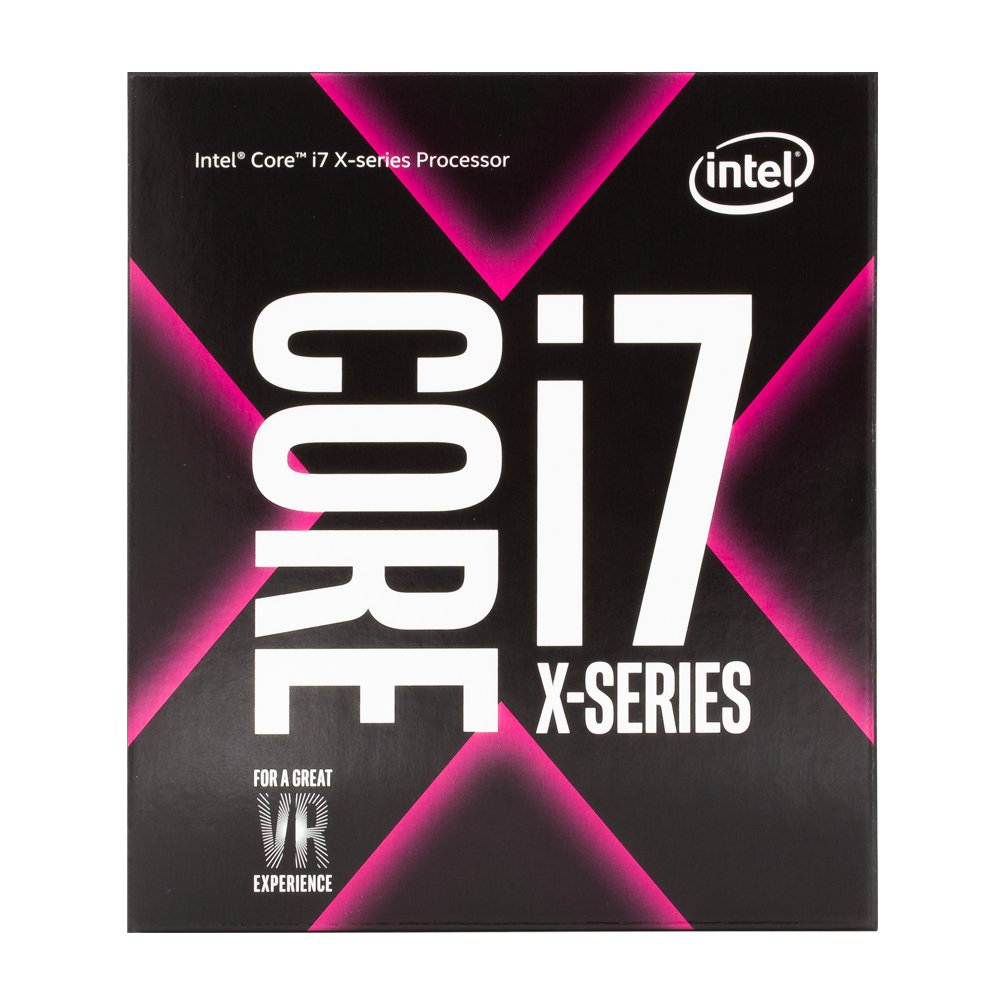 Intel® Core™ i7 X-series Processor
intel®
CORE i7
X-SERIES
FOR A GREAT
VR
EXPERIENCE